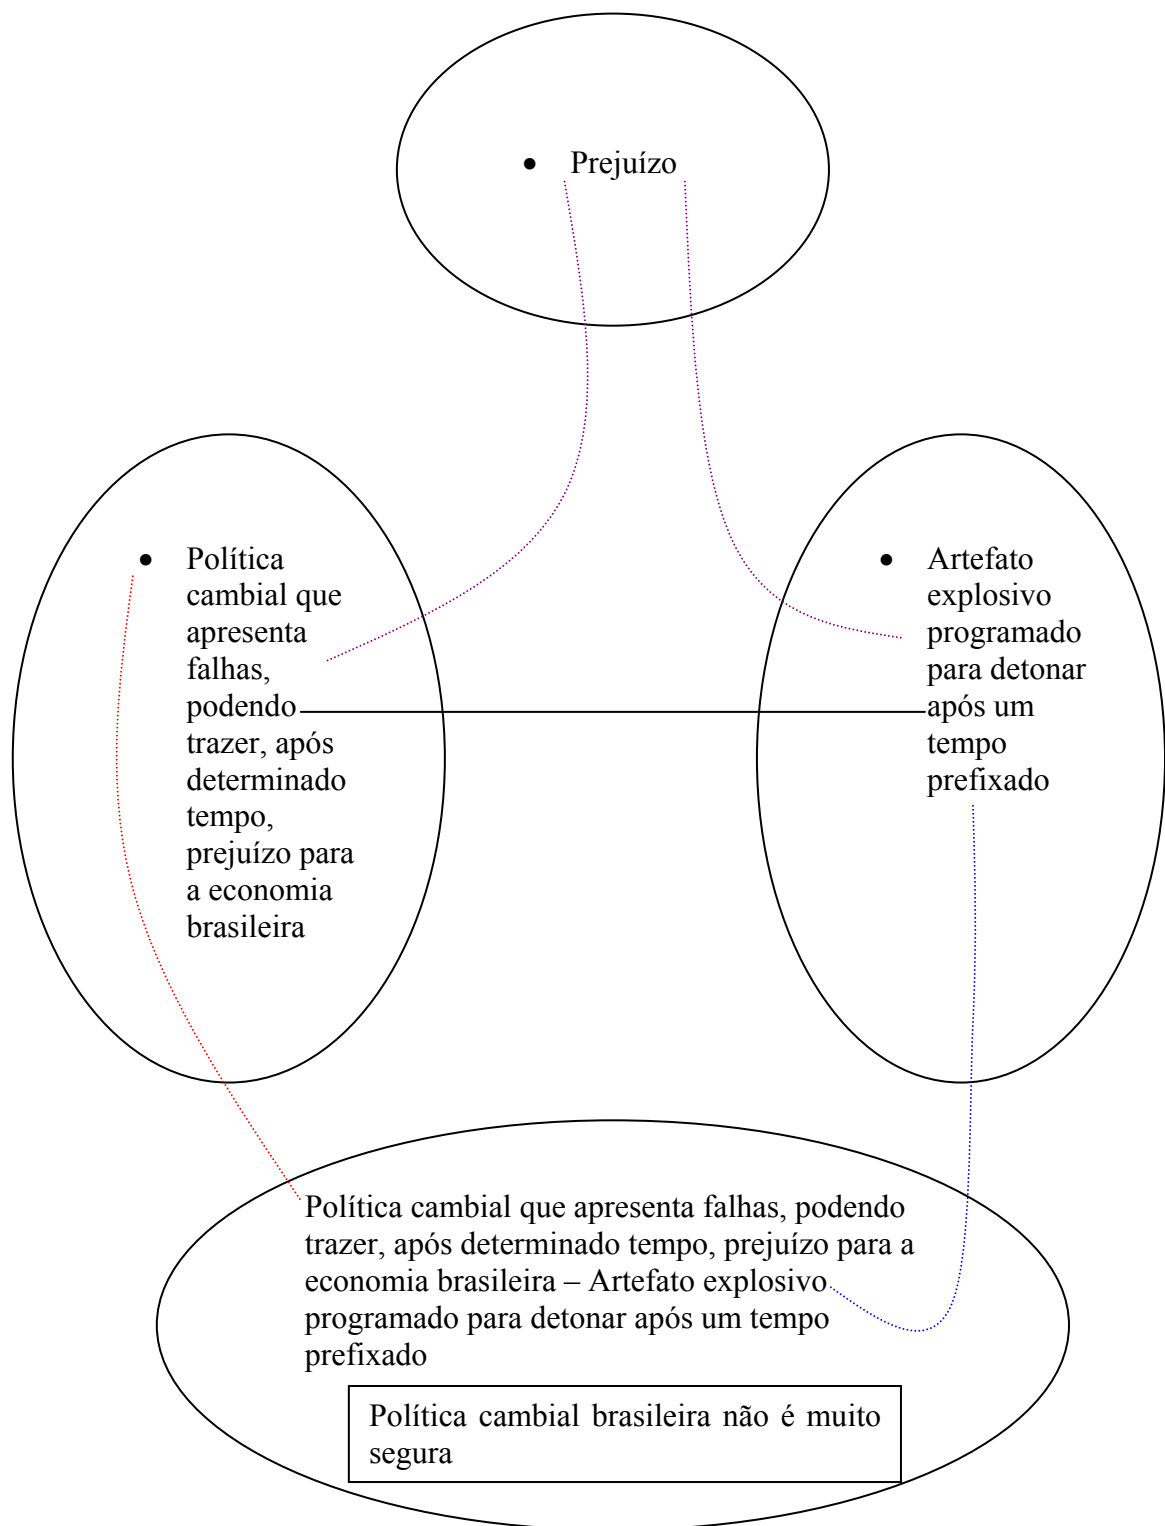 • Prejuízo
• Política
cambial que
apresenta
falhas,
podendo
trazer, após
determinado
tempo,
prejuízo para
a economia
brasileira
• Artefato
explosivo
programado
para detonar
após um
tempo
prefixado
Política cambial que apresenta falhas, podendo
trazer, após determinado tempo, prejuízo para a
economia brasileira – Artefato explosivo
programado para detonar após um tempo
prefixado
Política cambial brasileira não é muito
segura